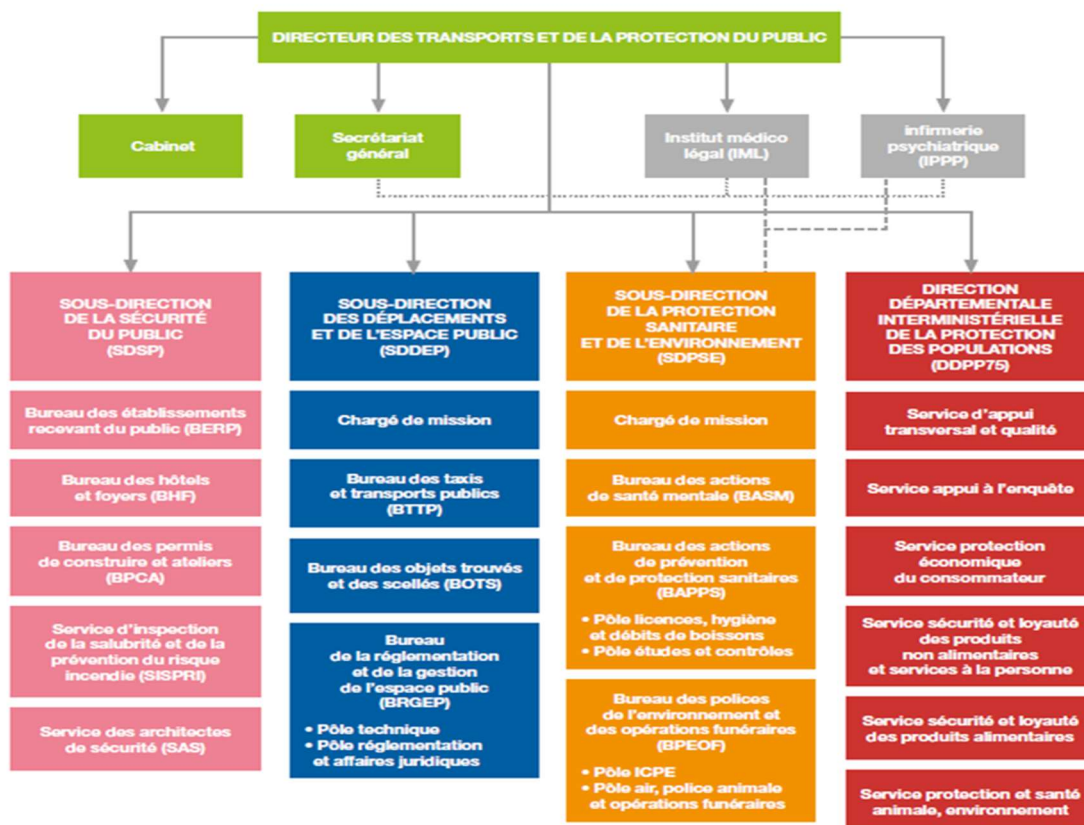 DIRECTEUR DES TRANSPORTS ET DE LA PROTECTION DU PUBLIC
Cabinet
Secrétariat
général
Institut médico
légal (IML)
infirmerie
psychiatrique
(IPPP)
SOUS-DIRECTION
DE LA SÉCURITÉ
DU PUBLIC
(SDSP)
Bureau des établissements
recevant du public (BERP)
Bureau des hôtels
et foyers (BHF)
Bureau des permis
de construire et ateliers
(BPCA)
Service d'inspection
de la salubrité et de la
prévention du risque
incendie (SISPRI)
Service des architectes
de sécurité (SAS)
SOUS-DIRECTION
DES DÉPLACEMENTS
ET DE L'ESPACE PUBLIC
(SDDEP)
Chargé de mission
Bureau des taxis
et transports publics
(BTTP)
Bureau des objets trouvés
et des scellés (BOTS)
Bureau
de la réglementation
et de la gestion
de l'espace public
(BRGEP)
• Pôle technique
• Pôle réglementation
et affaires juridiques
SOUS-DIRECTION
DE LA PROTECTION
SANITAIRE
ET DE L'ENVIRONNEMENT
(SDPSE)
Chargé de mission
Bureau des actions
de santé mentale (BASM)
Bureau des actions
de prévention
et de protection sanitaires
(BAPPS)
• Pôle licences, hygiène
et débits de boissons
• Pôle études et contrôles
Bureau des polices
de l'environnement et
des opérations funéraires
(BPEOF)
• Pôle ICPE
• Pôle air, police animale
et opérations funéraires
DIRECTION
DÉPARTEMENTALE
INTERMINISTÉRIELLE
DE LA PROTECTION
DES POPULATIONS
(DDPP75)
Service d'appui
transversal et qualité
Service appui à l'enquête
Service protection
économique
du consommateur
Service sécurité et loyauté
des produits
non alimentaires
et services à la personne
Service sécurité et loyauté
des produits alimentaires
Service protection et santé
animale, environnement